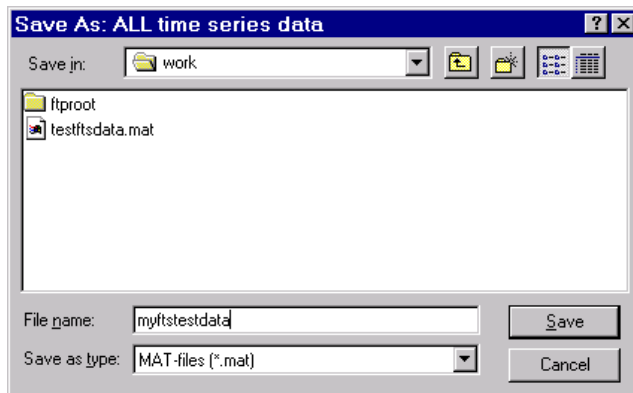 Save As: ALL time series data
Save in: work
ftproot
testftsdata.mat
File name: myftstestdata
Save
Save as type: MAT-files (*.mat)
Cancel